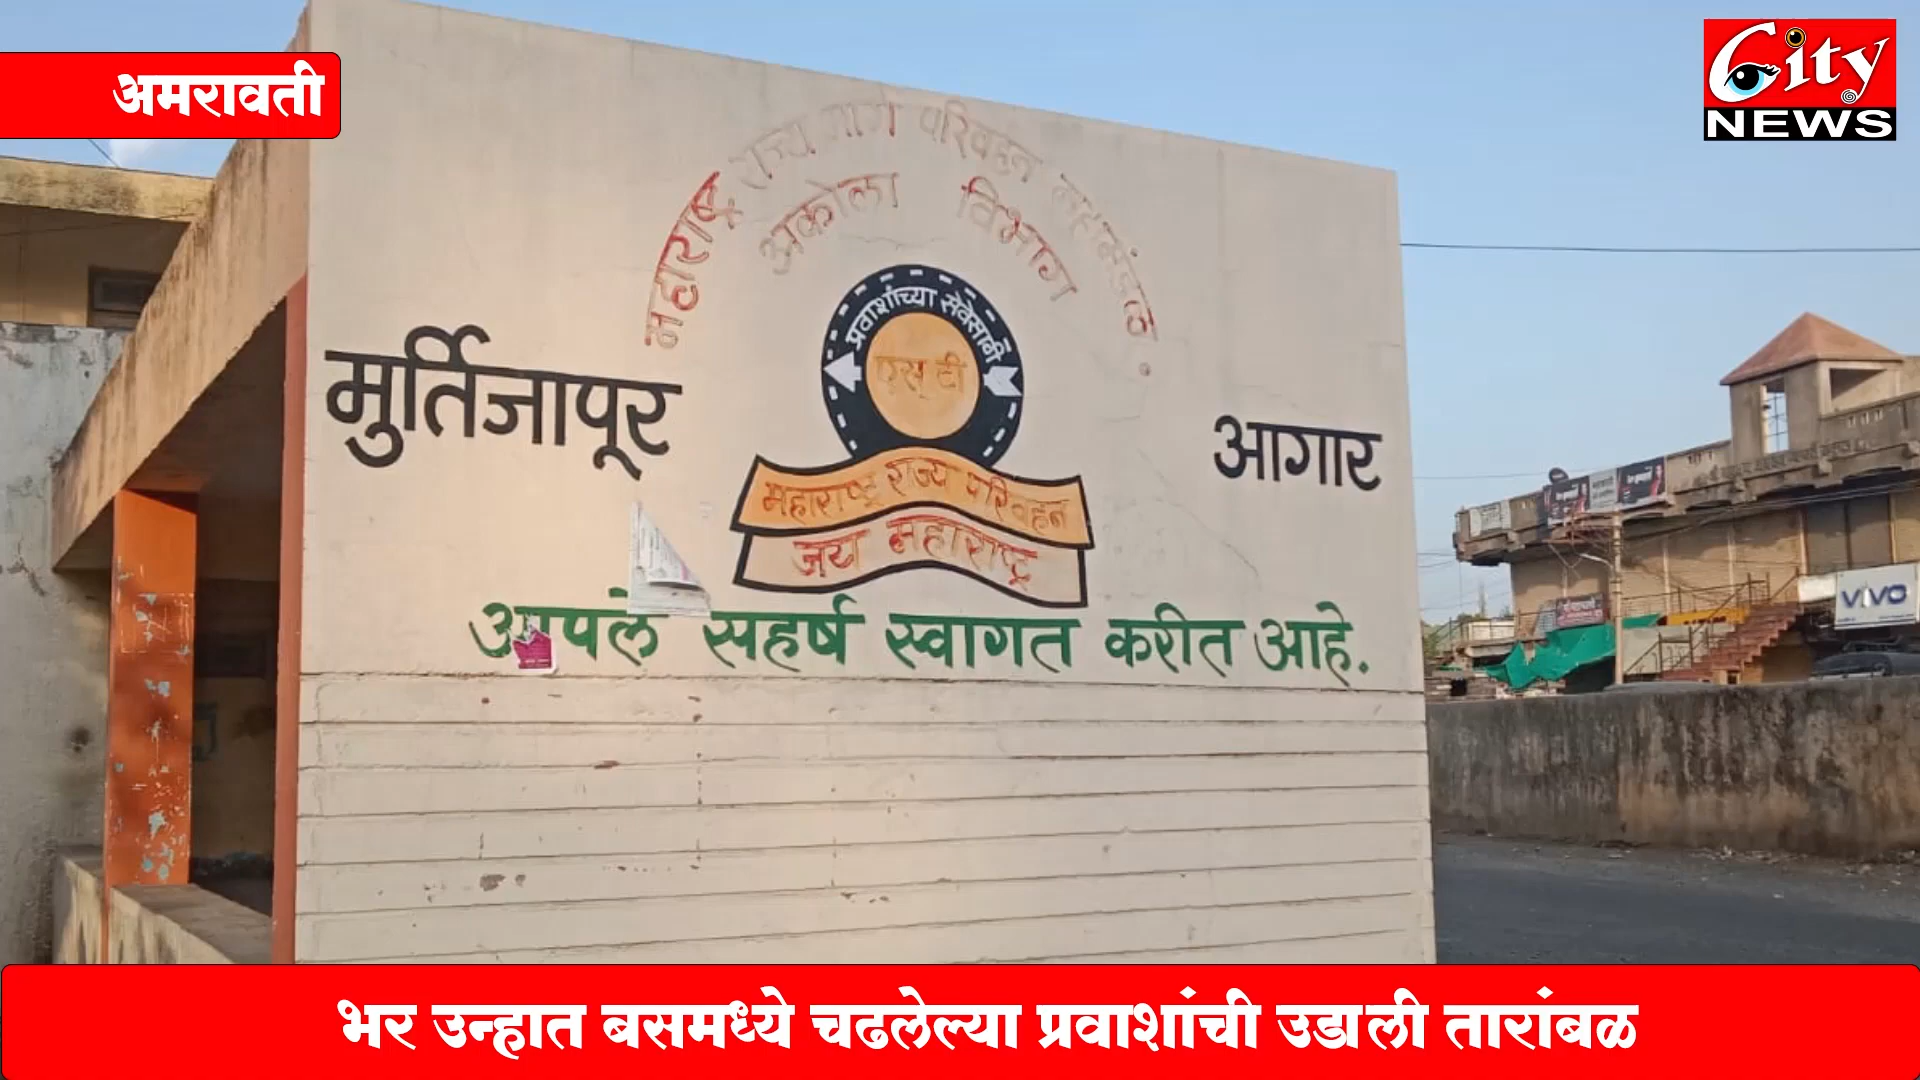 अमरावती
City
NEWS
महाराष्ट्र राज्य मार्ग परिवहन महामंडळ.
अकोला विभाग
प्रवाशांच्या सेवेसाठी
एस टी
मुर्तिजापूर
आगार
महाराष्ट्र राज्य परिवहन
जय महाराष्ट्र
आपले सहर्ष स्वागत करीत आहे.
vivo
भर उन्हात बसमध्ये चढलेल्या प्रवाशांची उडाली तारांबळ